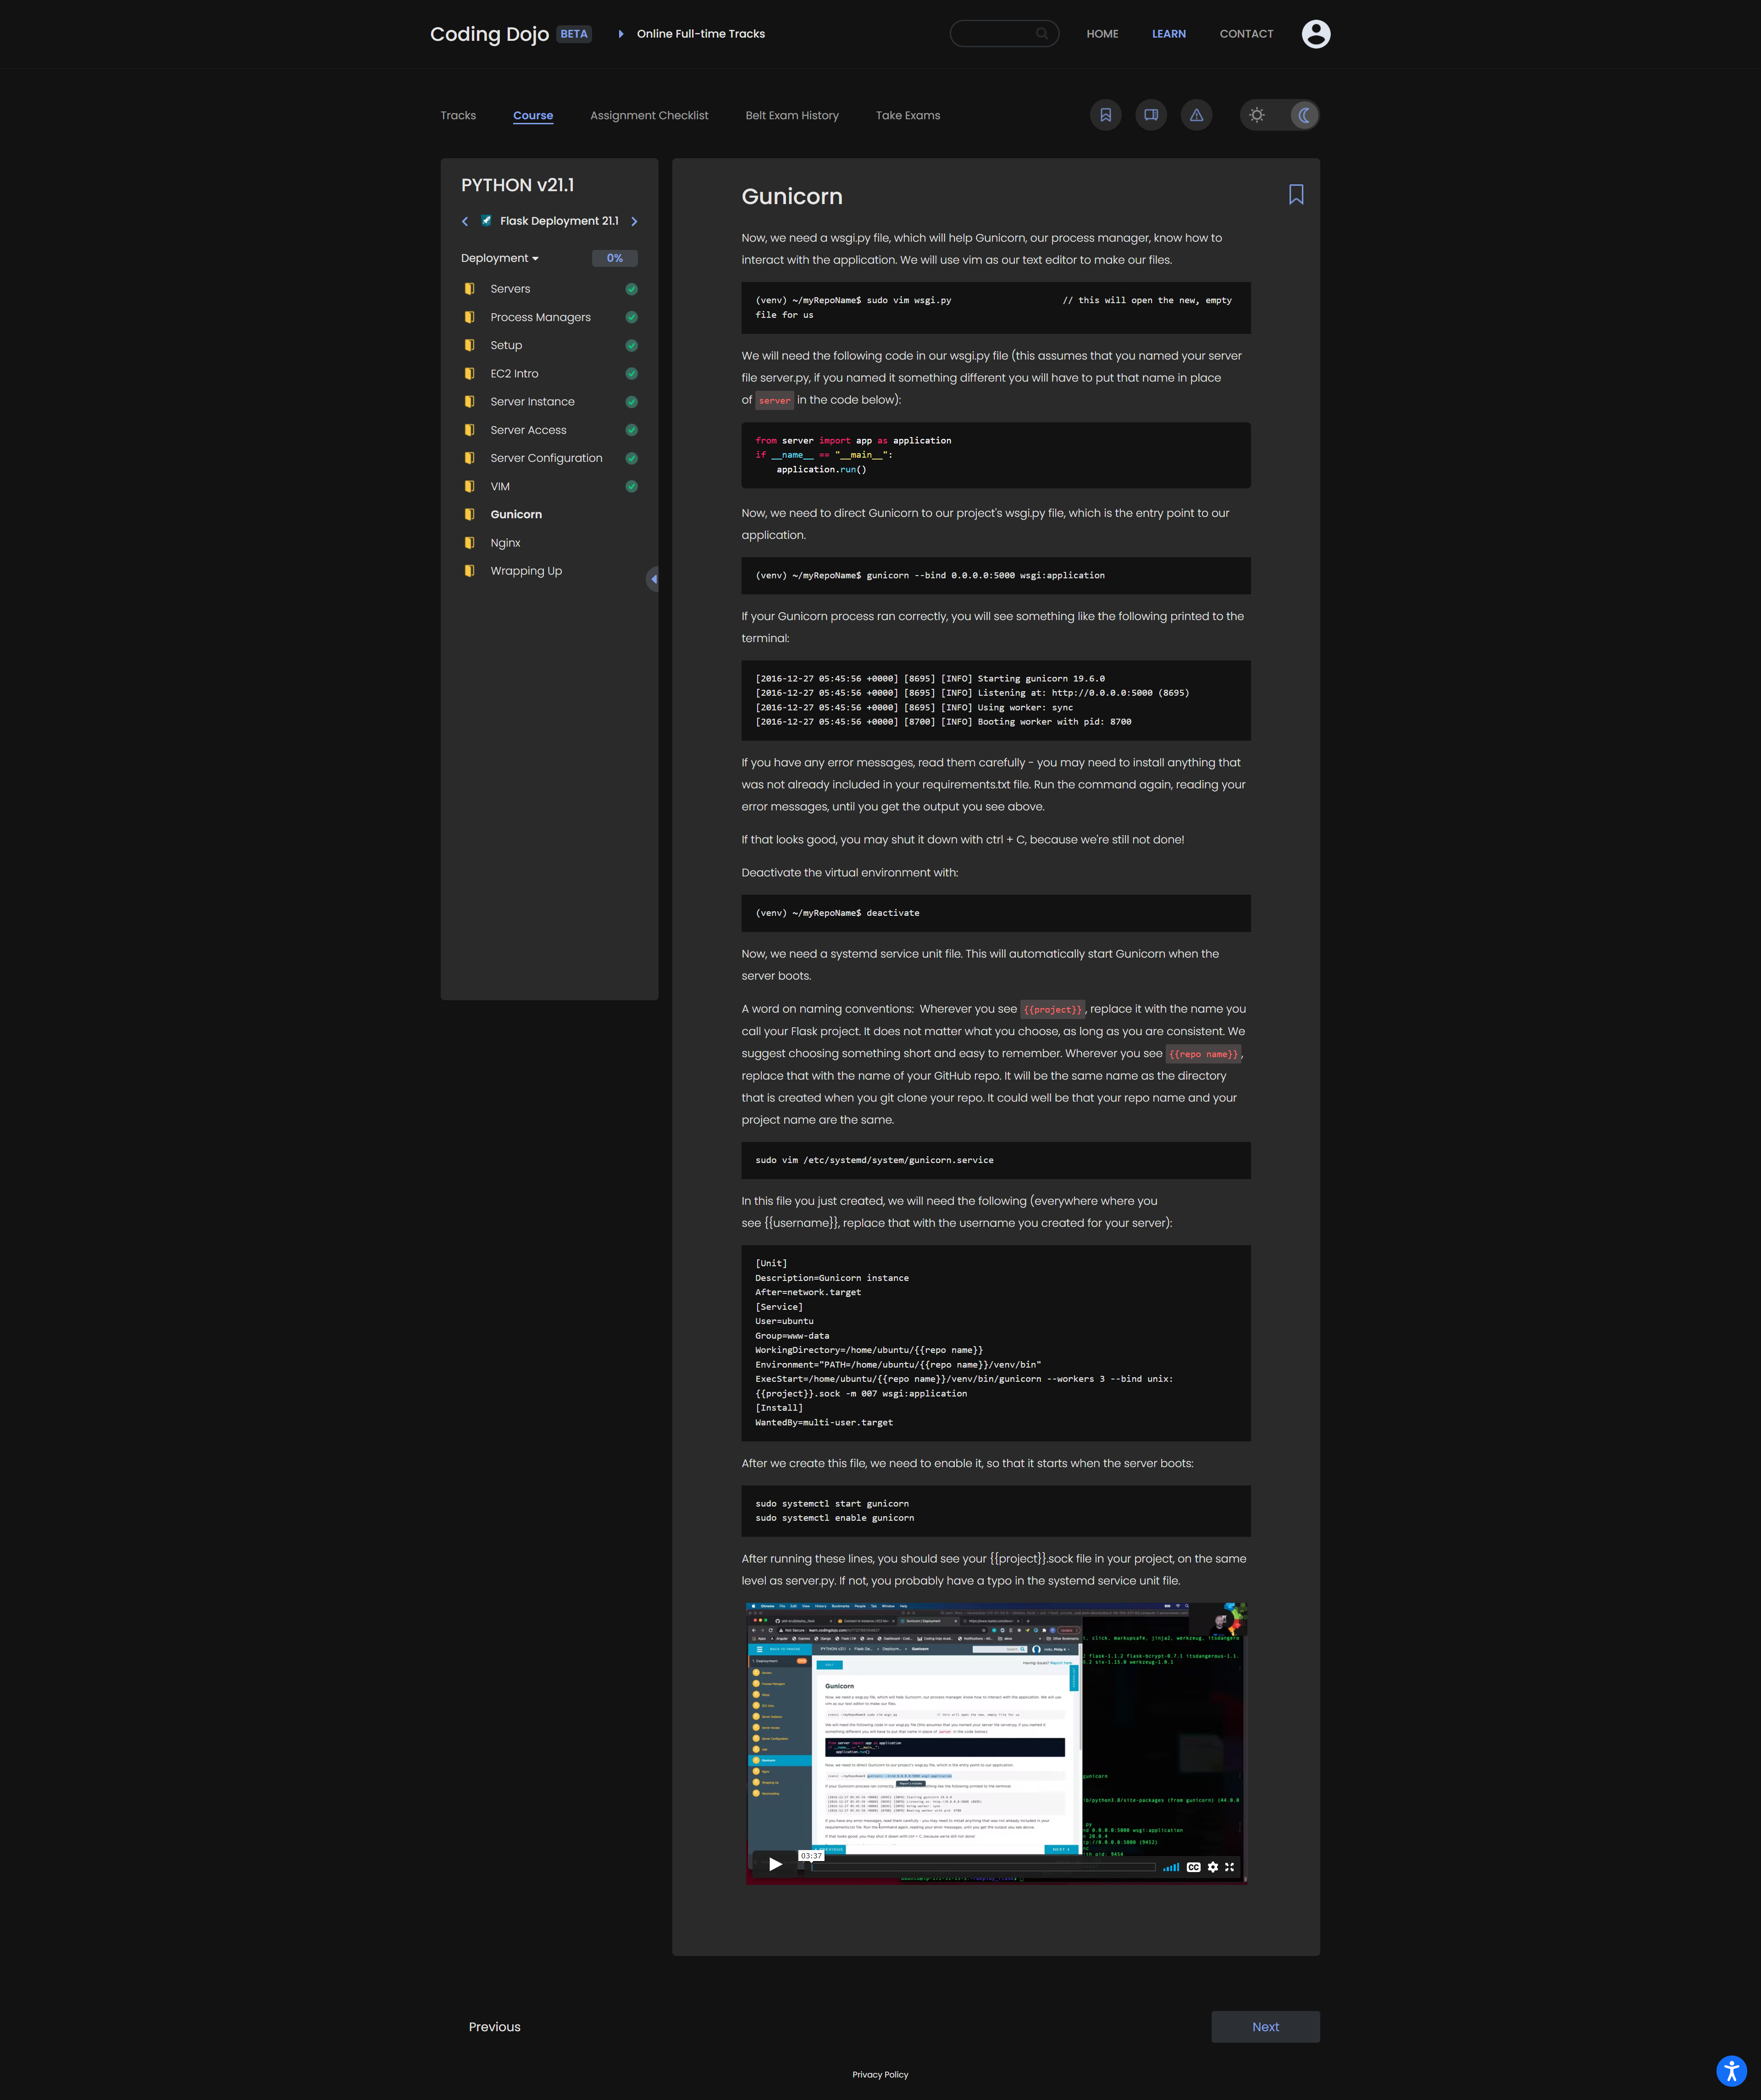 Coding Dojo BETA Online Full-time Tracks HOME LEARN CONTACT
Tracks Course Assignment Checklist Belt Exam History Take Exams
PYTHON v21.1
Flask Deployment 21.1
Deployment 0%
Servers
Process Managers
Setup
EC2 Intro
Server Instance
Server Access
Server Configuration
VIM
Gunicorn
Nginx
Wrapping Up
Gunicorn
Now, we need a wsgi.py file, which will help Gunicorn, our process manager, know how to
interact with the application. We will use vim as our text editor to make our files.
(venv) ~/myRepoName$ sudo vim wsgi.py // this will open the new, empty
file for us
We will need the following code in our wsgi.py file (this assumes that you named your server
file server.py, if you named it something different you will have to put that name in place
of server in the code below):
from server import app as application
if __name__ == "__main__":
application.run()
Now, we need to direct Gunicorn to our project's wsgi.py file, which is the entry point to our
application.
(venv) ~/myRepoName$ gunicorn --bind 0.0.0.0:5000 wsgi:application
If your Gunicorn process ran correctly, you will see something like the following printed to the
terminal:
[2016-12-27 05:45:56 +0000] [8695] [INFO] Starting gunicorn 19.6.0
[2016-12-27 05:45:56 +0000] [8695] [INFO] Listening at: http://0.0.0.0:5000 (8695)
[2016-12-27 05:45:56 +0000] [8695] [INFO] Using worker: sync
[2016-12-27 05:45:56 +0000] [8700] [INFO] Booting worker with pid: 8700
If you have any error messages, read them carefully - you may need to install anything that
was not already included in your requirements.txt file. Run the command again, reading your
error messages, until you get the output you see above.
If that looks good, you may shut it down with ctrl + C, because we're still not done!
Deactivate the virtual environment with:
(venv) ~/myRepoName$ deactivate
Now, we need a systemd service unit file. This will automatically start Gunicorn when the
server boots.
A word on naming conventions: Wherever you see {{project}}, replace it with the name you
call your Flask project. It does not matter what you choose, as long as you are consistent. We
suggest choosing something short and easy to remember. Wherever you see {{repo name}},
replace that with the name of your GitHub repo. It will be the same name as the directory
that is created when you git clone your repo. It could well be that your repo name and your
project name are the same.
sudo vim /etc/systemd/system/gunicorn.service
In this file you just created, we will need the following (everywhere where you
see {{username}}, replace that with the username you created for your server):
[Unit]
Description=Gunicorn instance
After=network.target
[Service]
User=ubuntu
Group=www-data
WorkingDirectory=/home/ubuntu/{{repo name}}
Environment="PATH=/home/ubuntu/{{repo name}}/venv/bin"
ExecStart=/home/ubuntu/{{repo name}}/venv/bin/gunicorn --workers 3 --bind unix:
{{project}}.sock -m 007 wsgi:application
[Install]
WantedBy=multi-user.target
After we create this file, we need to enable it, so that it starts when the server boots:
sudo systemctl start gunicorn
sudo systemctl enable gunicorn
After running these lines, you should see your {{project}}.sock file in your project, on the same
level as server.py. If not, you probably have a typo in the systemd service unit file.
Gunicorn
03:37
CC
Previous Next
Privacy Policy